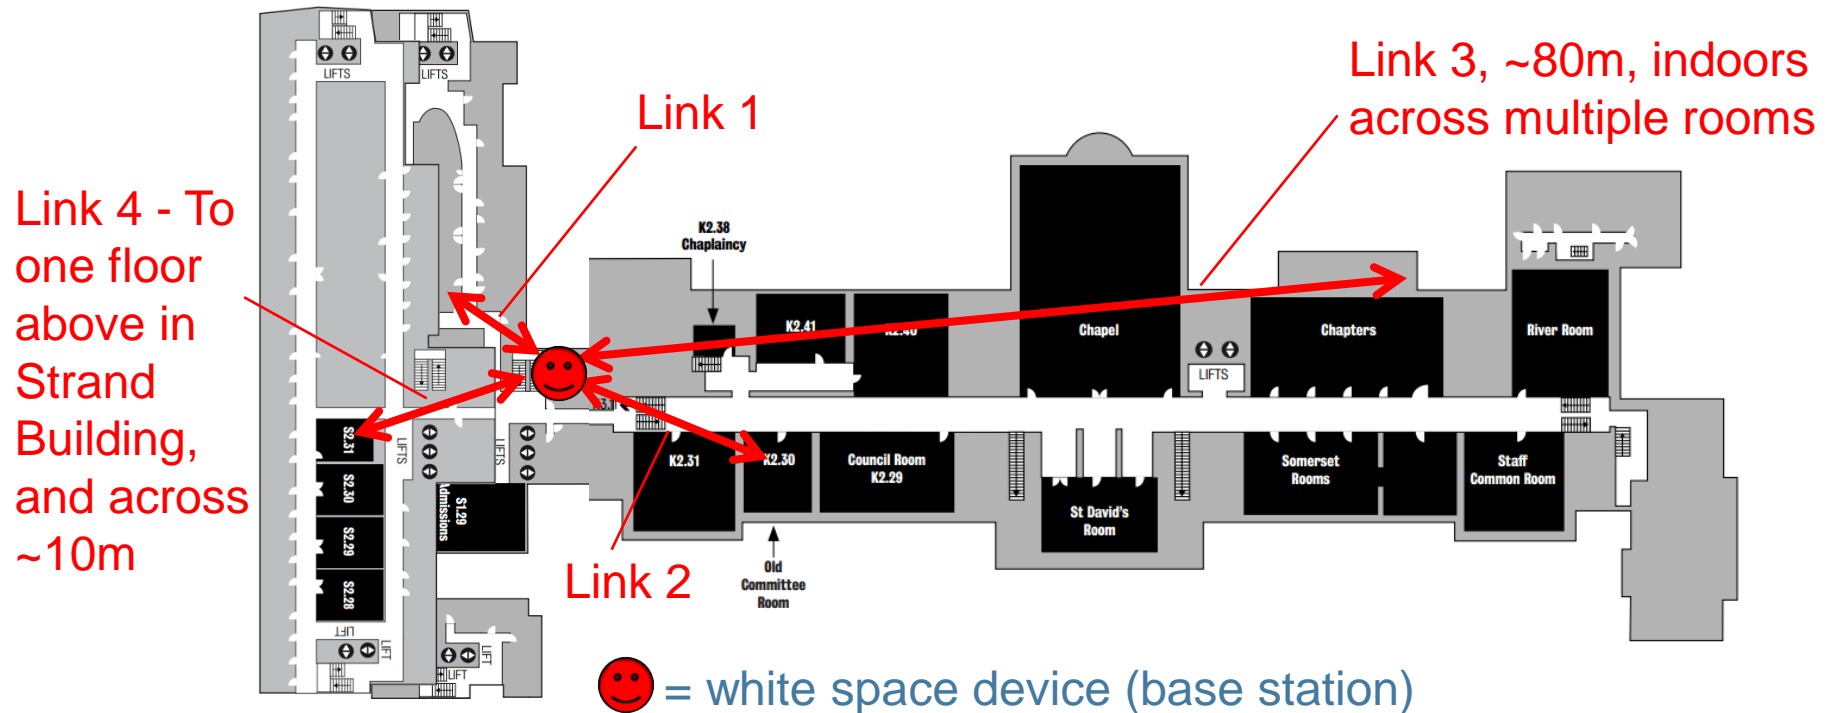 LIFTS
LIFTS
Link 1
Link 3, ~80m, indoors
across multiple rooms
Link 4 - To
one floor
above in
Strand
Building,
and across
~10m
K2.38
Chaplaincy
K2.41
K2.40
Chapel
Chapters
River Room
LIFTS
S2.31
S2.30
S2.29
S2.28
LIFTS
LIFTS
S1.29
Admissions
K2.31
K2.30
Council Room
K2.29
St David's
Room
Somerset
Rooms
Staff
Common Room
Old
Committee
Room
Link 2
LIFT
LIFT
LIFT
LIFT
= white space device (base station)